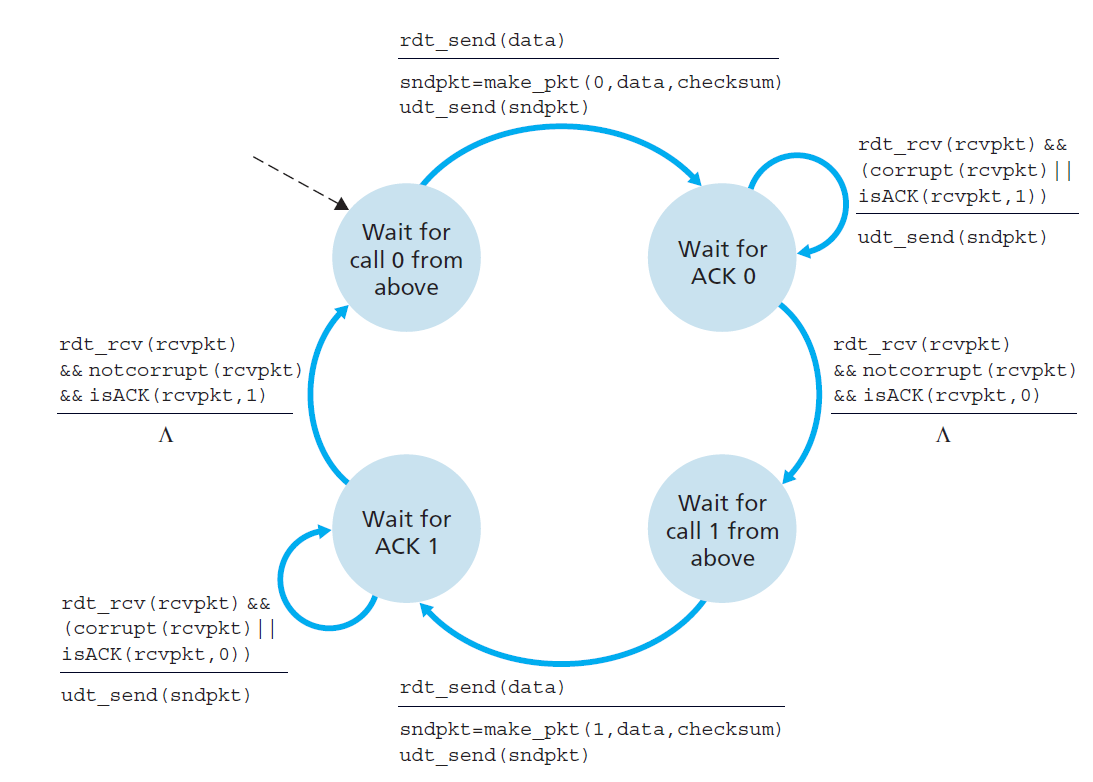 rdt_send(data)
sndpkt=make_pkt(0,data,checksum)
udt_send(sndpkt)
rdt_rcv(rcvpkt) &&
(corrupt(rcvpkt)||
isACK(rcvpkt,1))
udt_send(sndpkt)
Wait for
call 0 from
above
Wait for
ACK 0
rdt_rcv(rcvpkt)
&& notcorrupt(rcvpkt)
&& isACK(rcvpkt,1)
Λ
rdt_rcv(rcvpkt)
&& notcorrupt(rcvpkt)
&& isACK(rcvpkt,0)
Λ
Wait for
ACK 1
Wait for
call 1 from
above
rdt_rcv(rcvpkt) &&
(corrupt(rcvpkt)||
isACK(rcvpkt,0))
udt_send(sndpkt)
rdt_send(data)
sndpkt=make_pkt(1,data,checksum)
udt_send(sndpkt)